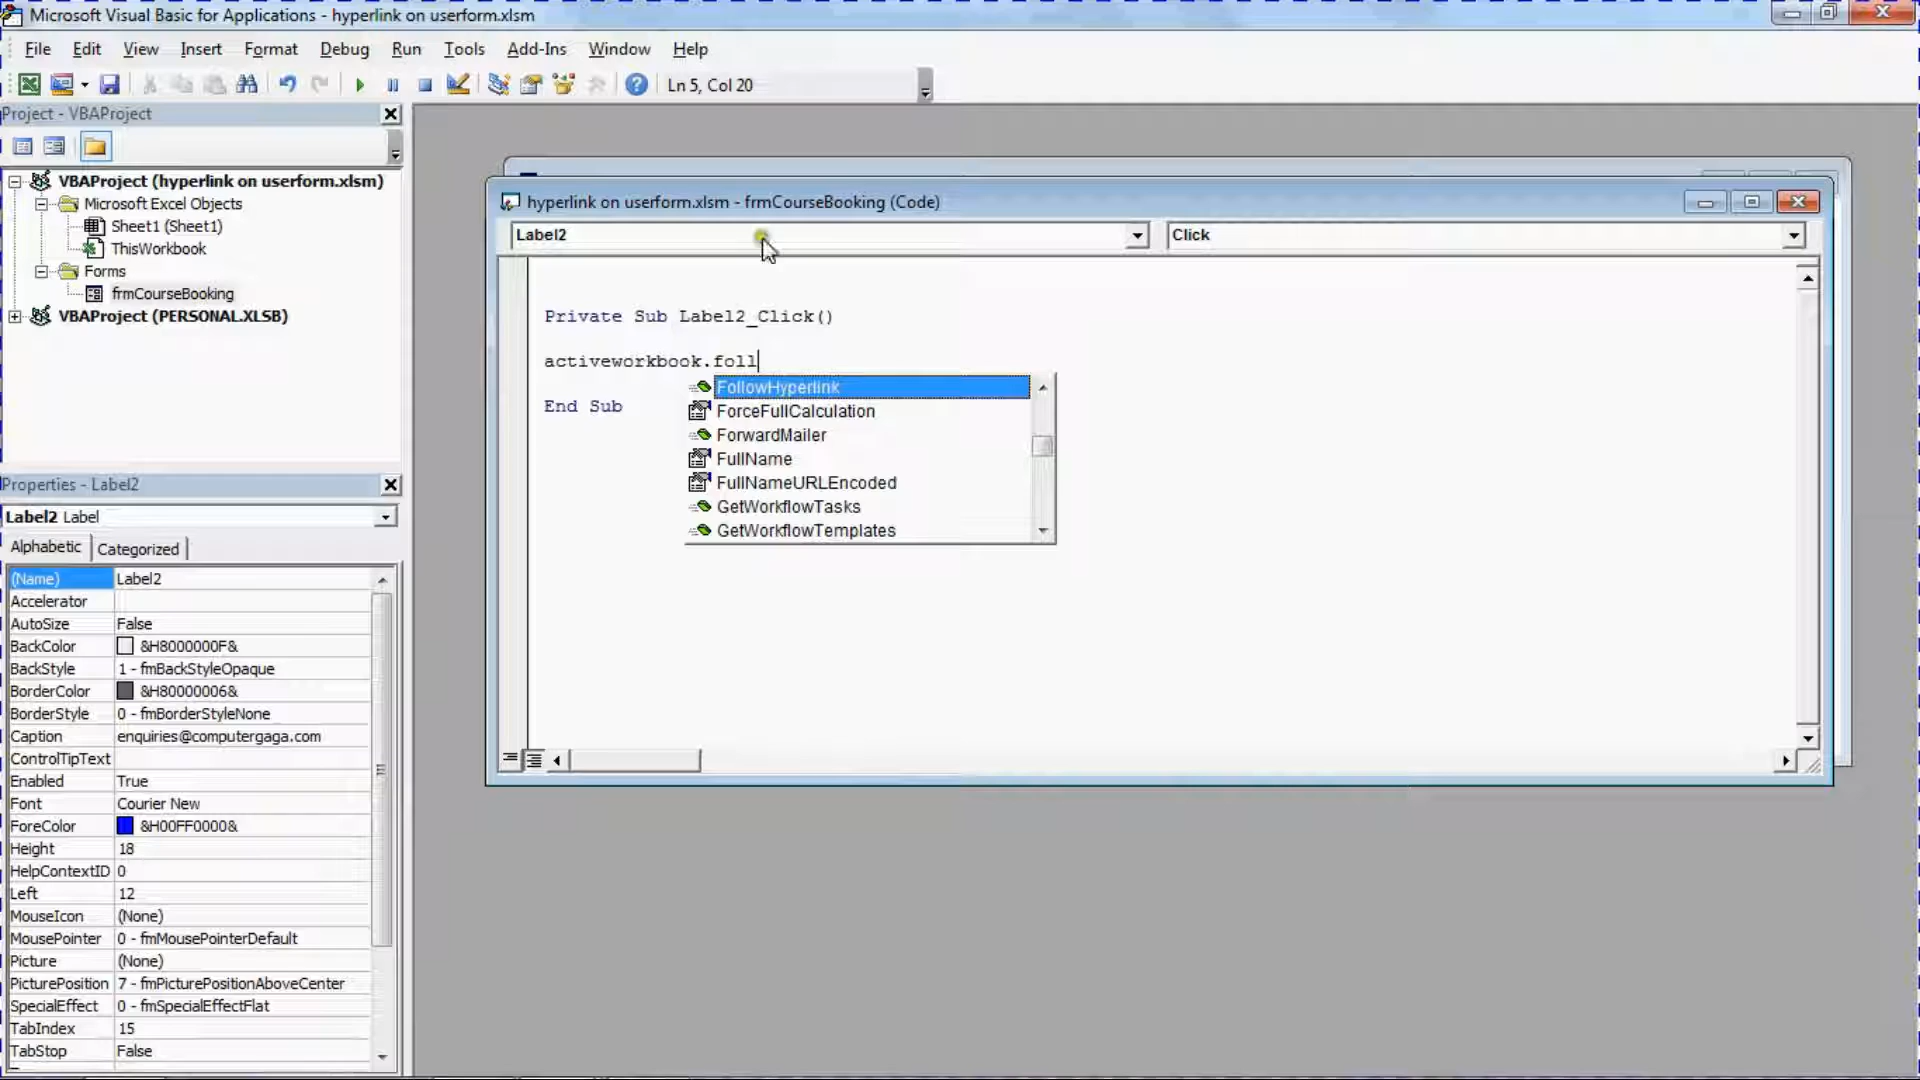 Microsoft Visual Basic for Applications - hyperlink on userform.xlsm
File Edit View Insert Format Debug Run Tools Add-Ins Window Help
Ln 5, Col 20
Project - VBAProject
VBAProject (hyperlink on userform.xlsm)
Microsoft Excel Objects
Sheet1 (Sheet1)
ThisWorkbook
Forms
frmCourseBooking
VBAProject (PERSONAL.XLSB)
Properties - Label2
Label2 Label
Alphabetic Categorized
(Name) Label2
Accelerator
AutoSize False
BackColor &H8000000F&
BackStyle 1 - fmBackStyleOpaque
BorderColor &H80000006&
BorderStyle 0 - fmBorderStyleNone
Caption enquiries@computergaga.com
ControlTipText
Enabled True
Font Courier New
ForeColor &H00FF0000&
Height 18
HelpContextID 0
Left 12
MouseIcon (None)
MousePointer 0 - fmMousePointerDefault
Picture (None)
PicturePosition 7 - fmPicturePositionAboveCenter
SpecialEffect 0 - fmSpecialEffectFlat
TabIndex 15
TabStop False
hyperlink on userform.xlsm - frmCourseBooking (Code)
Label2 Click
Private Sub Label2_Click()
activeworkbook.foll
End Sub
FollowHyperlink
ForceFullCalculation
ForwardMailer
FullName
FullNameURLEncoded
GetWorkflowTasks
GetWorkflowTemplates